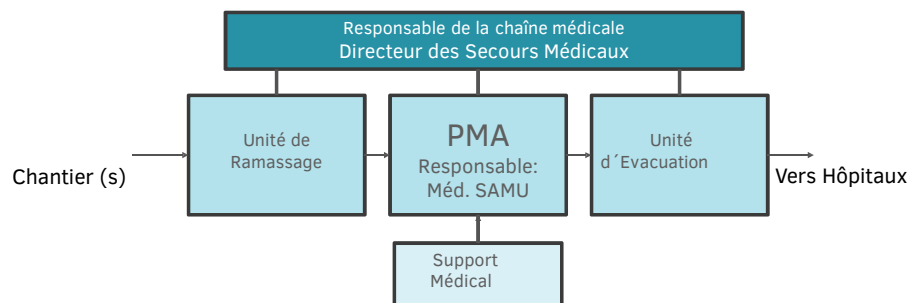 Responsable de la chaîne médicale
Directeur des Secours Médicaux
Chantier (s)
Unité de
Ramassage
PMA
Responsable:
Méd. SAMU
Unité
d´Evacuation
Vers Hôpitaux
Support
Médical